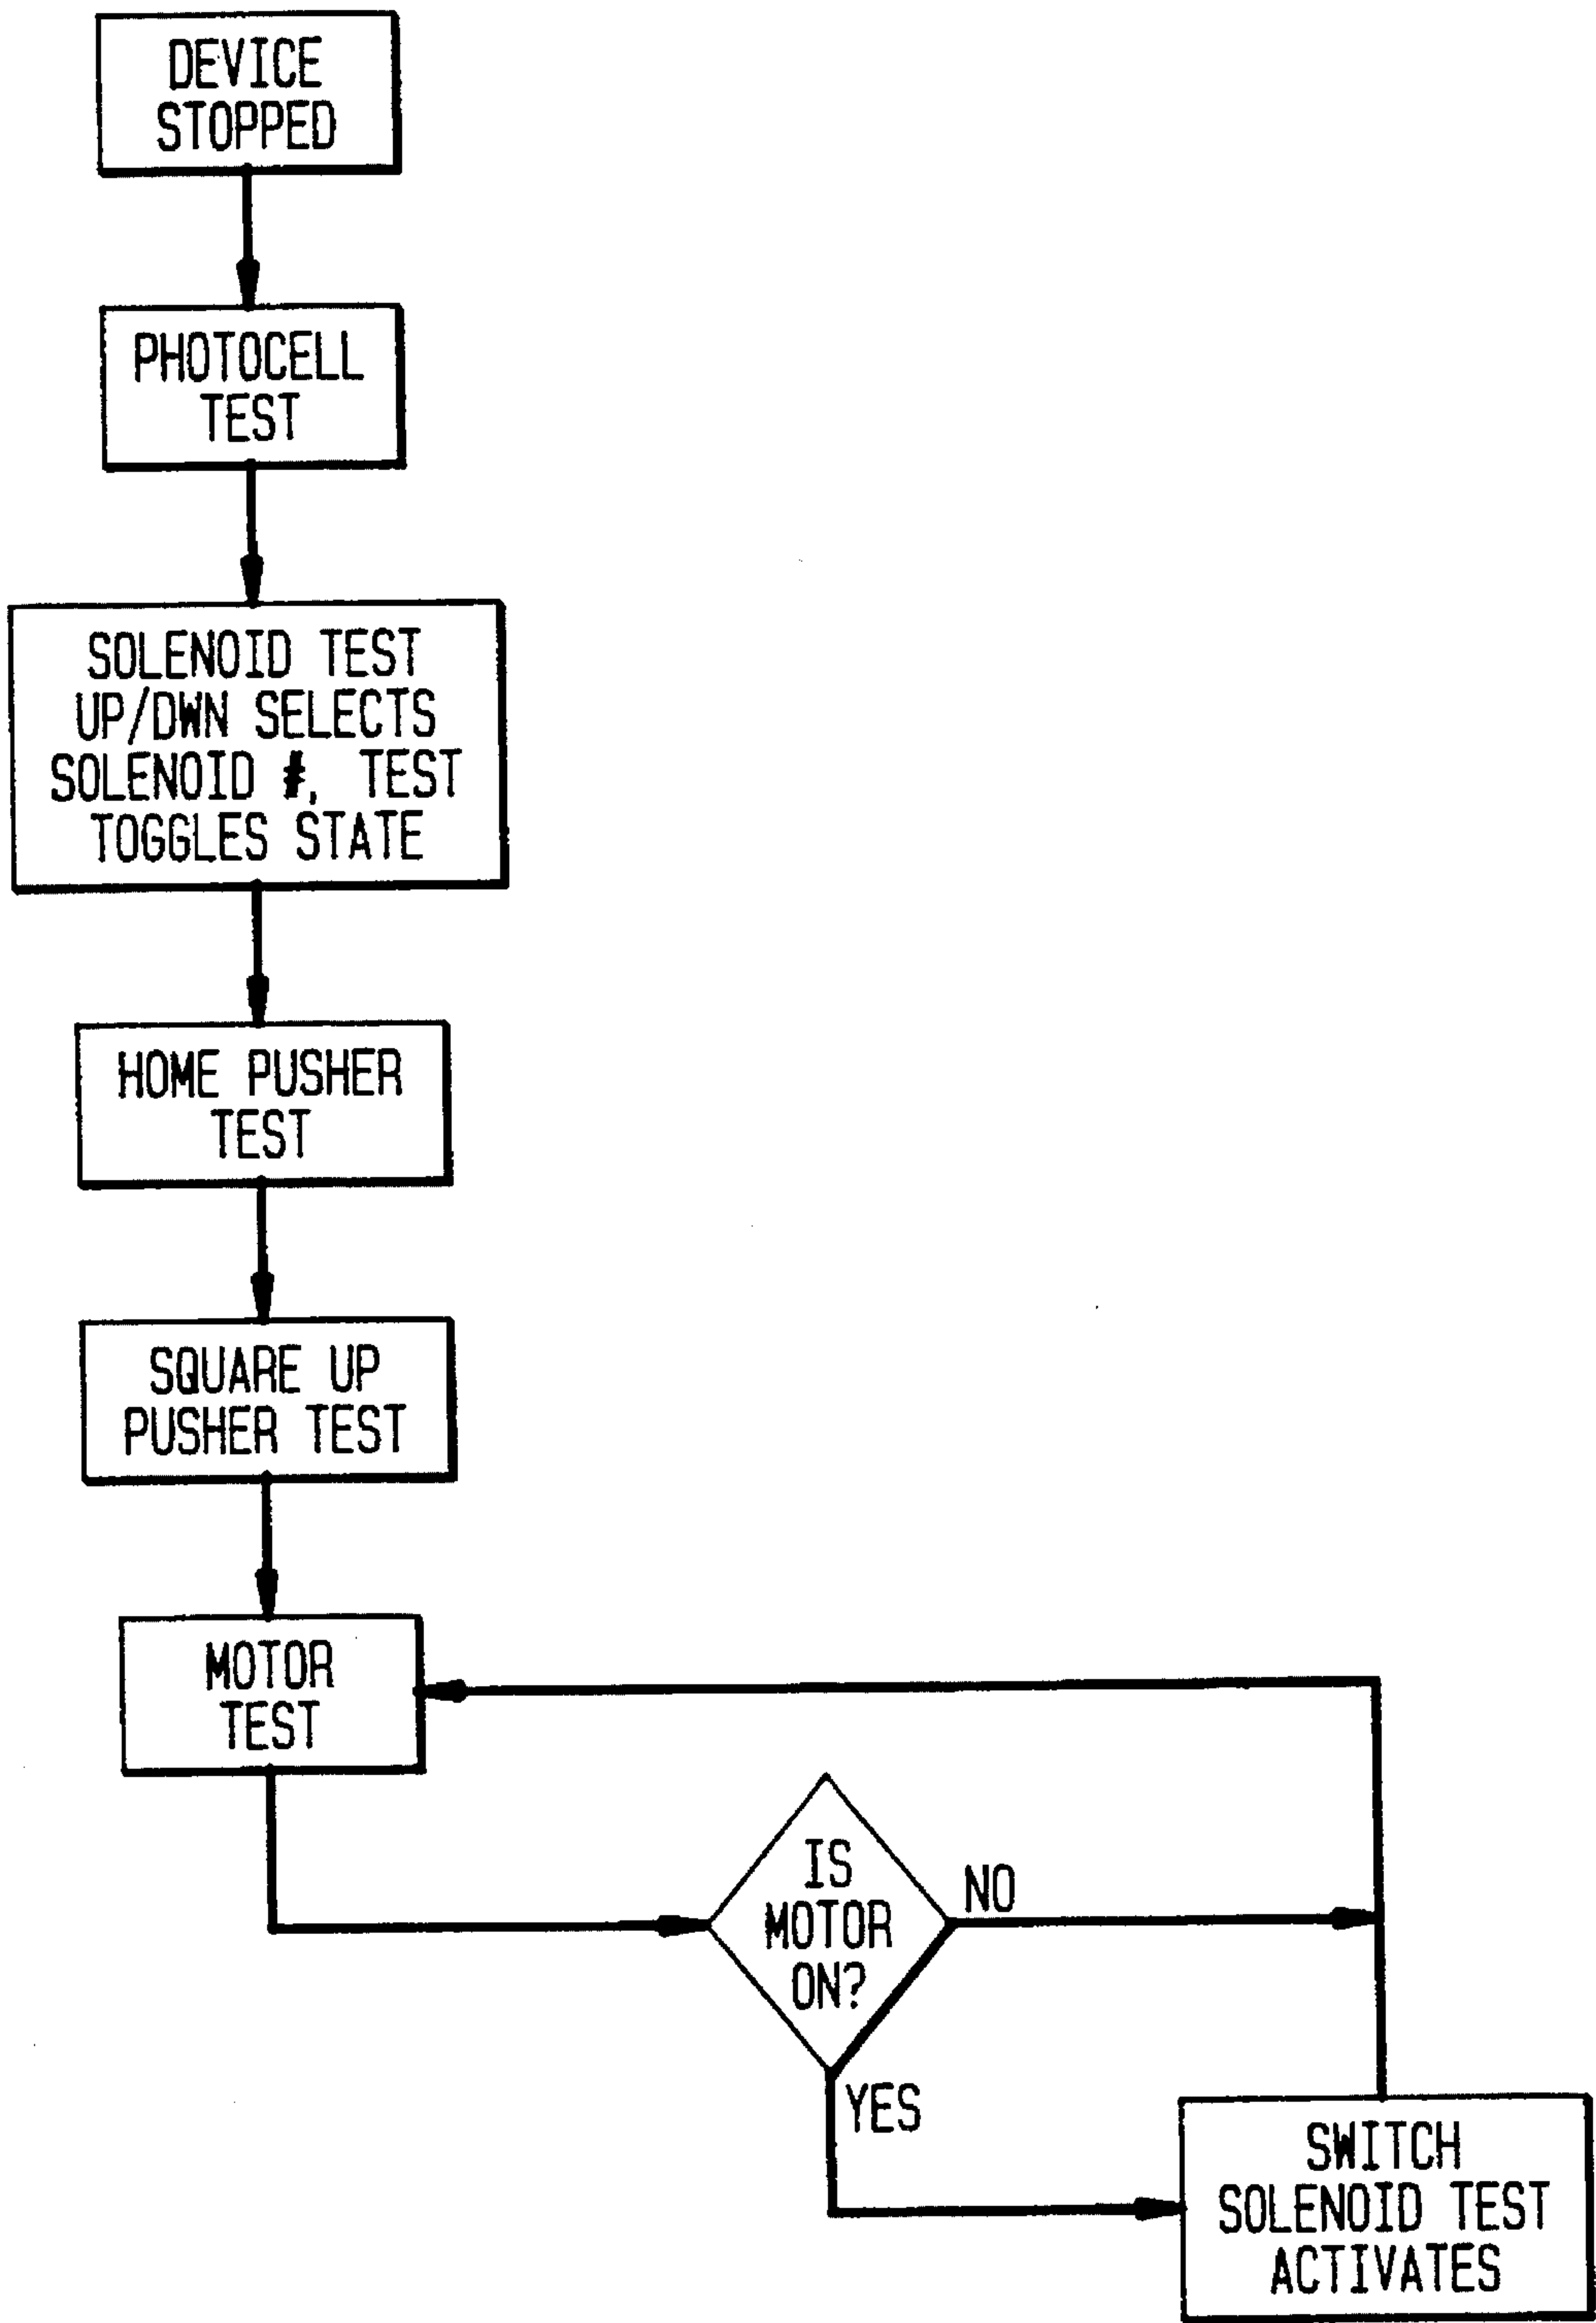 DEVICE
STOPPED
PHOTOCELL
TEST
SOLENOID TEST
UP/DWN SELECTS
SOLENOID #, TEST
TOGGLES STATE
HOME PUSHER
TEST
SQUARE UP
PUSHER TEST
MOTOR
TEST
IS
MOTOR
ON?
NO
YES
SWITCH
SOLENOID TEST
ACTIVATES